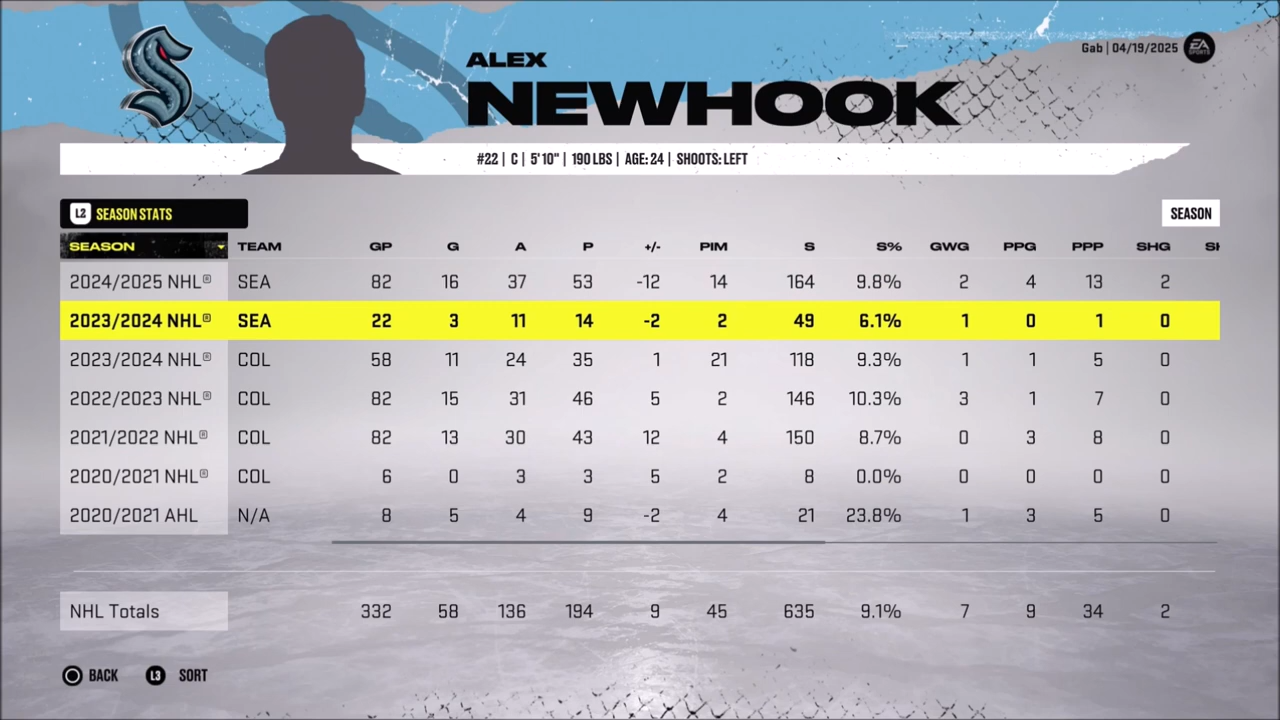 ALEX
NEWHOOK
Gab | 04/19/2025 EA SPORTS
#22 | C | 5'10" | 190 LBS | AGE: 24 | SHOOTS: LEFT
L2 SEASON STATS SEASON
SEASON TEAM GP G A P +/- PIM S S% GWG PPG PPP SHG SH
2024/2025 NHL® SEA 82 16 37 53 -12 14 164 9.8% 2 4 13 2
2023/2024 NHL® SEA 22 3 11 14 -2 2 49 6.1% 1 0 1 0
2023/2024 NHL® COL 58 11 24 35 1 21 118 9.3% 1 1 5 0
2022/2023 NHL® COL 82 15 31 46 5 2 146 10.3% 3 1 7 0
2021/2022 NHL® COL 82 13 30 43 12 4 150 8.7% 0 3 8 0
2020/2021 NHL® COL 6 0 3 3 5 2 8 0.0% 0 0 0 0
2020/2021 AHL N/A 8 5 4 9 -2 4 21 23.8% 1 3 5 0
NHL Totals 332 58 136 194 9 45 635 9.1% 7 9 34 2
BACK L3 SORT